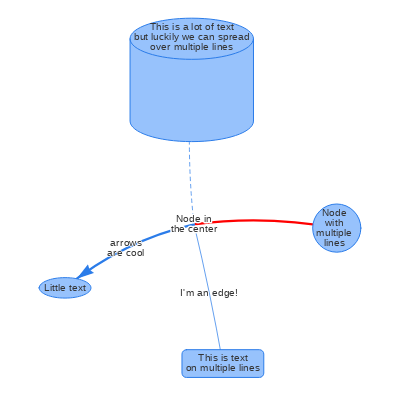 This is a lot of text
but luckily we can spread
over multiple lines
Node in
the center
Node
with
multiple
lines
arrows
are cool
Little text
I'm an edge!
This is text
on multiple lines